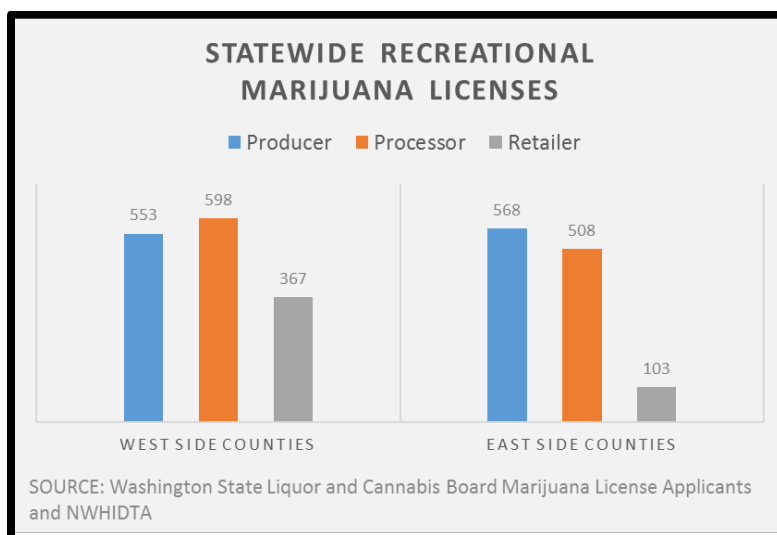 STATEWIDE RECREATIONAL
MARIJUANA LICENSES
Producer Processor Retailer
553 598 367 568 508 103
WEST SIDE COUNTIES EAST SIDE COUNTIES
SOURCE: Washington State Liquor and Cannabis Board Marijuana License Applicants
and NWHIDTA